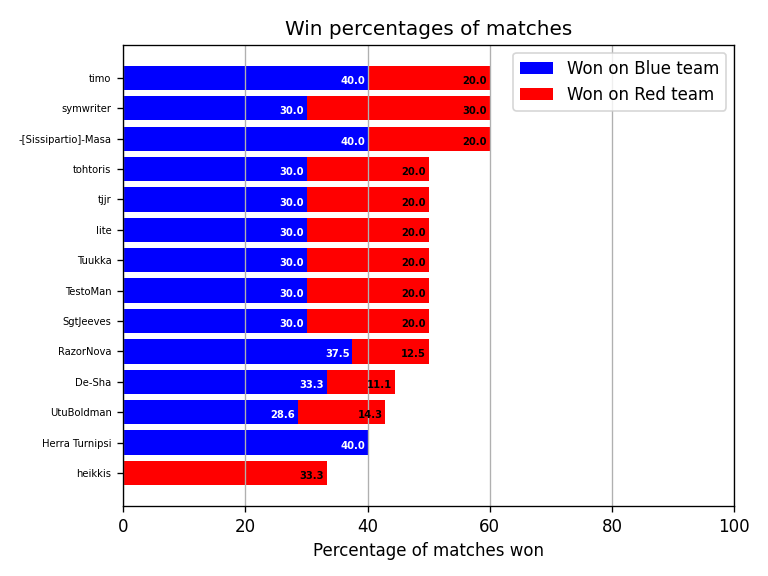 Win percentages of matches
Won on Blue team
Won on Red team
timo 40.0 20.0
symwriter 30.0 30.0
-[Sissipartio]-Masa 40.0 20.0
tohtoris 30.0 20.0
tjjr 30.0 20.0
lite 30.0 20.0
Tuukka 30.0 20.0
TestoMan 30.0 20.0
SgtJeeves 30.0 20.0
RazorNova 37.5 12.5
De-Sha 33.3 11.1
UtuBoldman 28.6 14.3
Herra Turnipsi 40.0
heikkis 33.3
0 20 40 60 80 100
Percentage of matches won